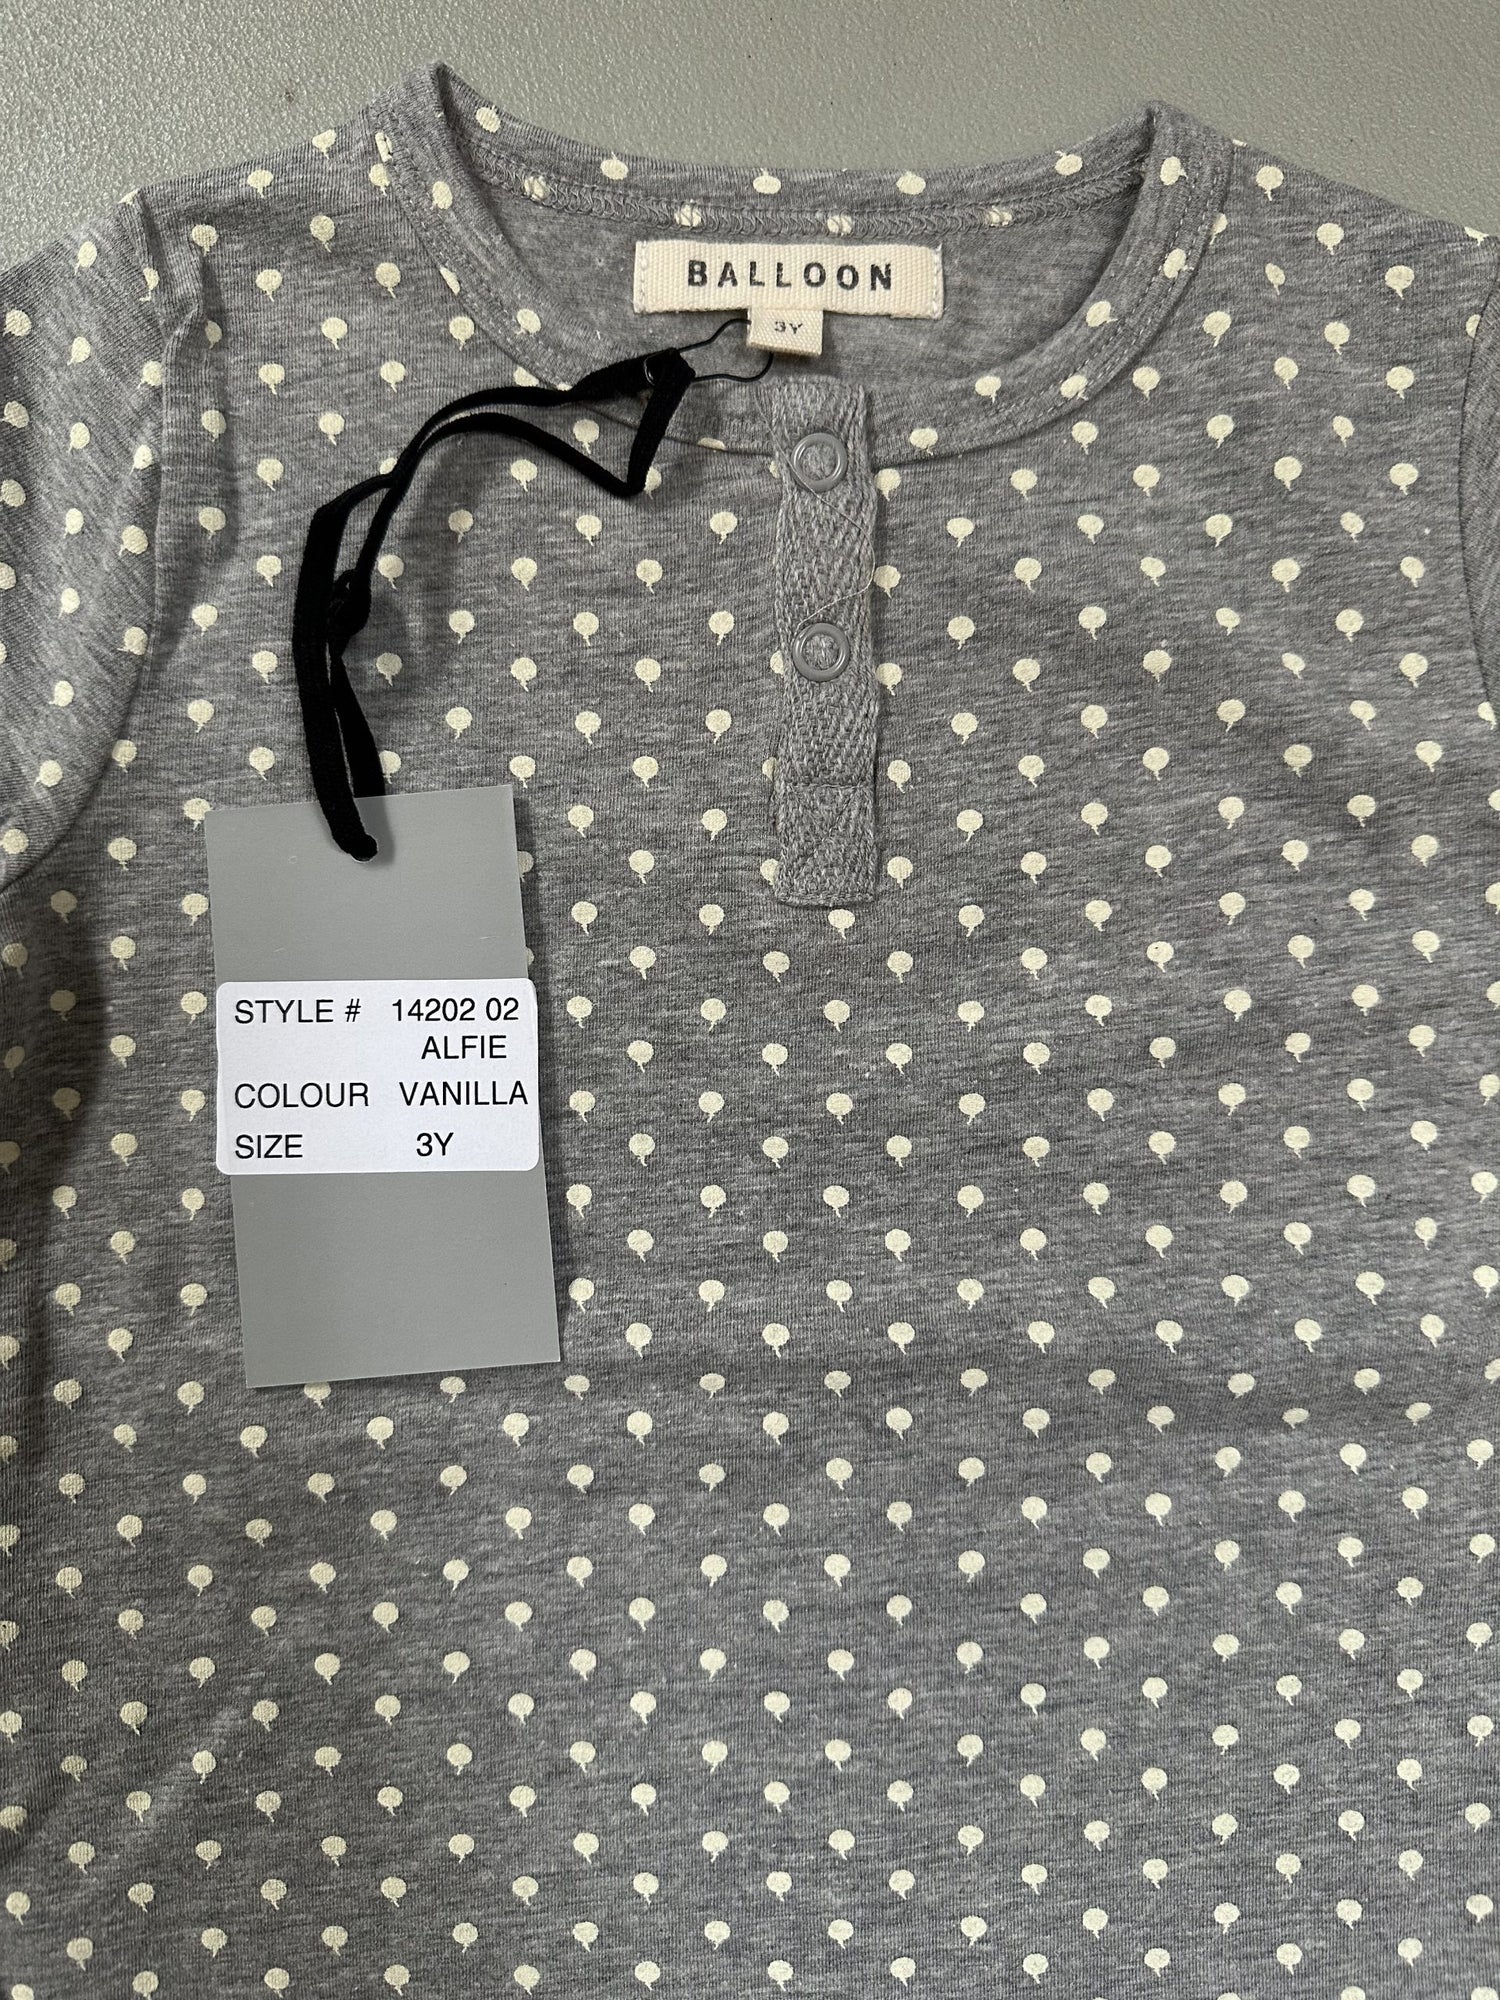 BALLOON
3Y
STYLE # 14202 02
ALFIE
COLOUR VANILLA
SIZE 3Y